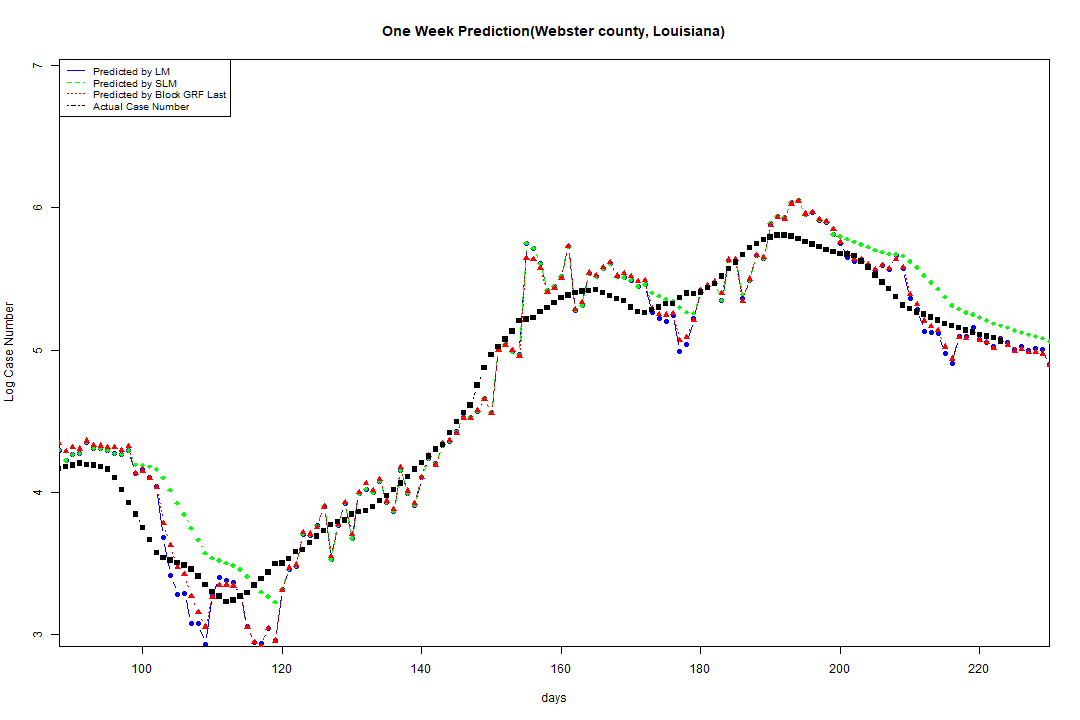 One Week Prediction(Webster county, Louisiana)
7
Predicted by LM
Predicted by SLM
Predicted by Block GRF Last
Actual Case Number
6
5
4
3
Log Case Number
100 120 140 160 180 200 220
days